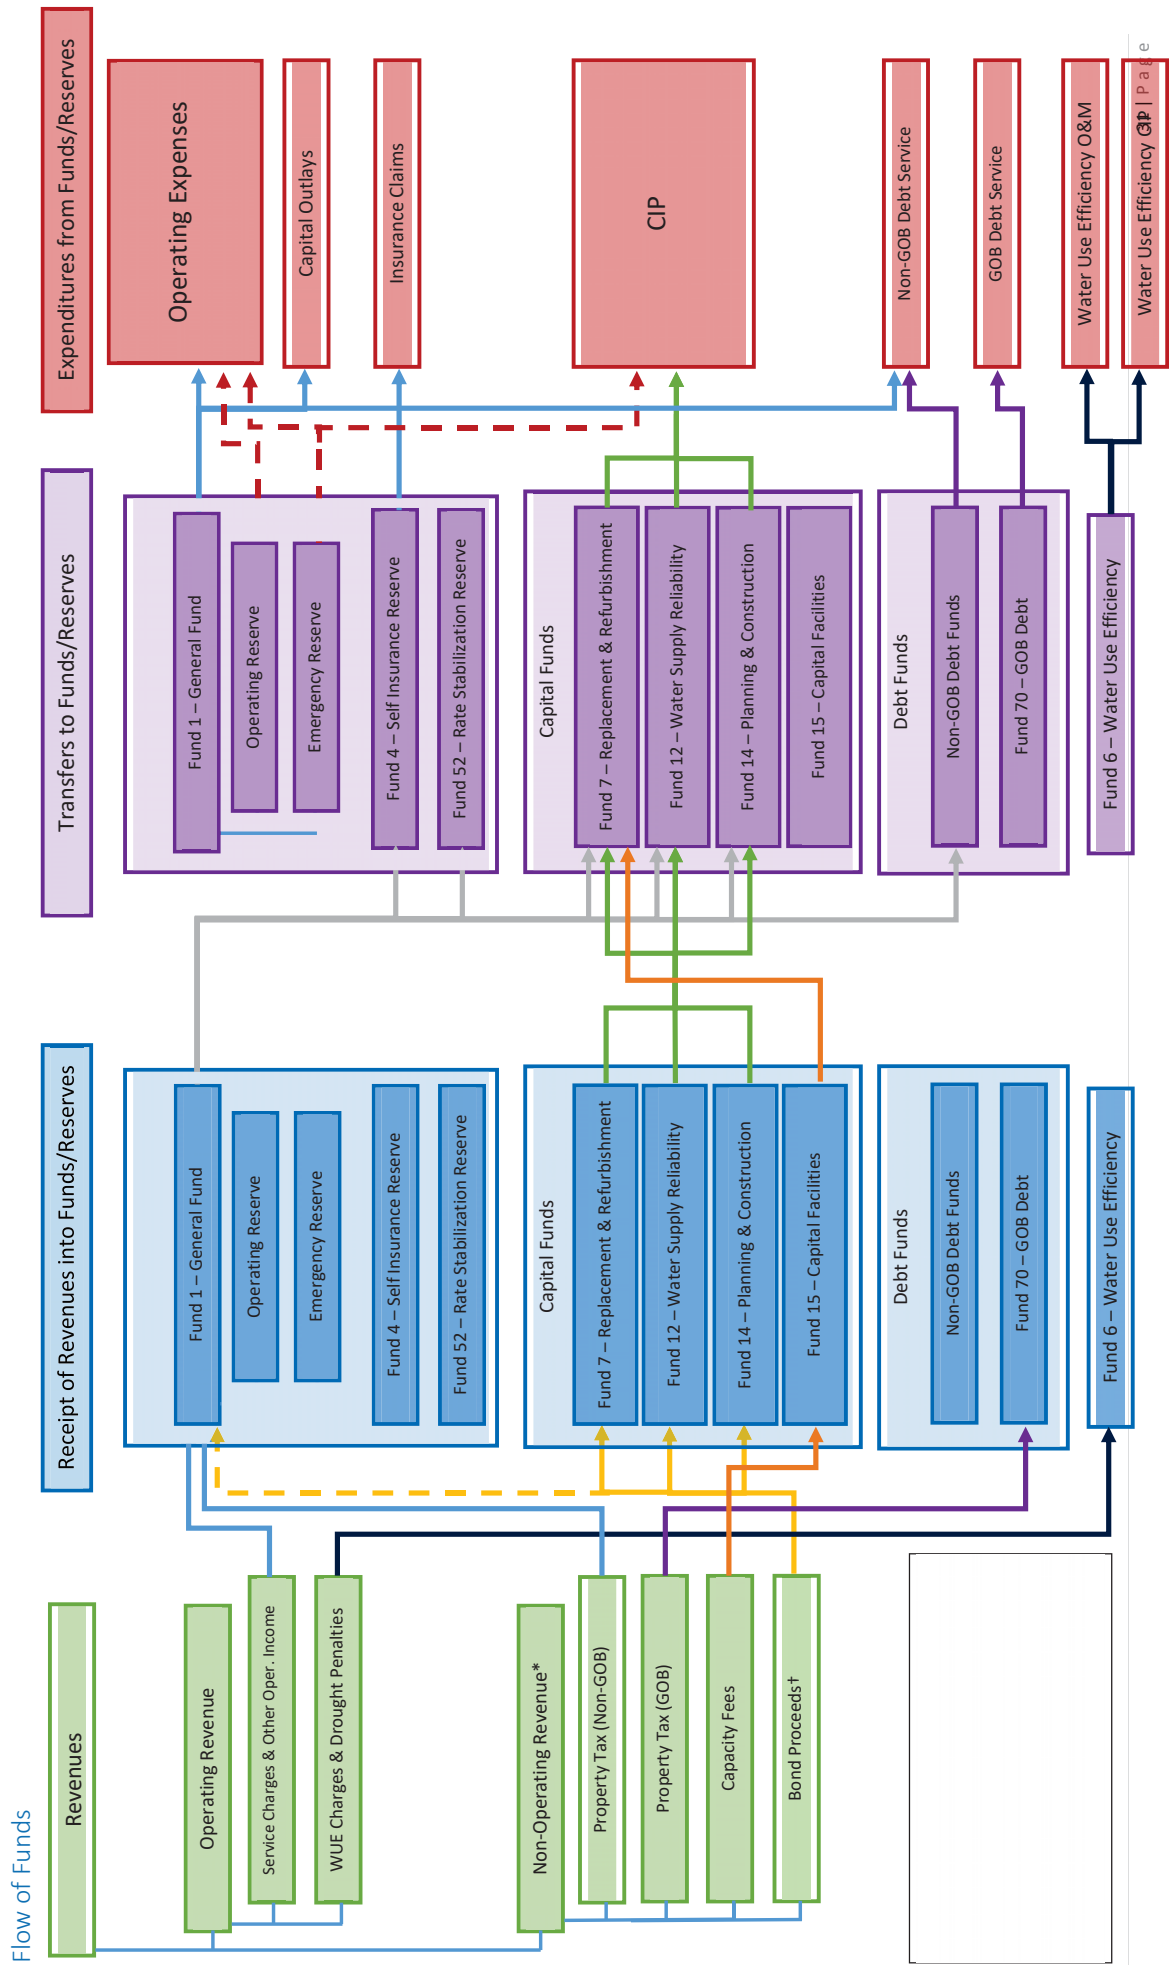 Flow of Funds
Revenues
Operating Revenue
Service Charges & Other Oper. Income
WUE Charges & Drought Penalties
Non-Operating Revenue*
Property Tax (Non-GOB)
Property Tax (GOB)
Capacity Fees
Bond Proceeds†
Receipt of Revenues into Funds/Reserves
Fund 1 – General Fund
Operating Reserve
Emergency Reserve
Fund 4 – Self Insurance Reserve
Fund 52 – Rate Stabilization Reserve
Capital Funds
Fund 7 – Replacement & Refurbishment
Fund 12 – Water Supply Reliability
Fund 14 – Planning & Construction
Fund 15 – Capital Facilities
Debt Funds
Non-GOB Debt Funds
Fund 70 – GOB Debt
Fund 6 – Water Use Efficiency
Transfers to Funds/Reserves
Fund 1 – General Fund
Operating Reserve
Emergency Reserve
Fund 4 – Self Insurance Reserve
Fund 52 – Rate Stabilization Reserve
Capital Funds
Fund 7 – Replacement & Refurbishment
Fund 12 – Water Supply Reliability
Fund 14 – Planning & Construction
Fund 15 – Capital Facilities
Debt Funds
Non-GOB Debt Funds
Fund 70 – GOB Debt
Fund 6 – Water Use Efficiency
Expenditures from Funds/Reserves
Operating Expenses
Capital Outlays
Insurance Claims
CIP
Non-GOB Debt Service
GOB Debt Service
Water Use Efficiency O&M
Water Use Efficiency CIP
| Page